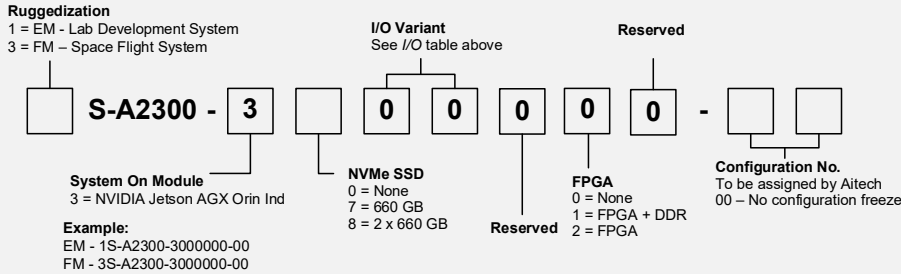 Ruggedization
1 = EM - Lab Development System
3 = FM – Space Flight System
I/O Variant
See I/O table above
Reserved
S-A2300 - 3 0 0 0 0 0 -
System On Module
3 = NVIDIA Jetson AGX Orin Ind
NVMe SSD
0 = None
7 = 660 GB
8 = 2 x 660 GB
Reserved
FPGA
0 = None
1 = FPGA + DDR
2 = FPGA
Configuration No.
To be assigned by Aitech
00 – No configuration freeze
Example:
EM - 1S-A2300-3000000-00
FM - 3S-A2300-3000000-00